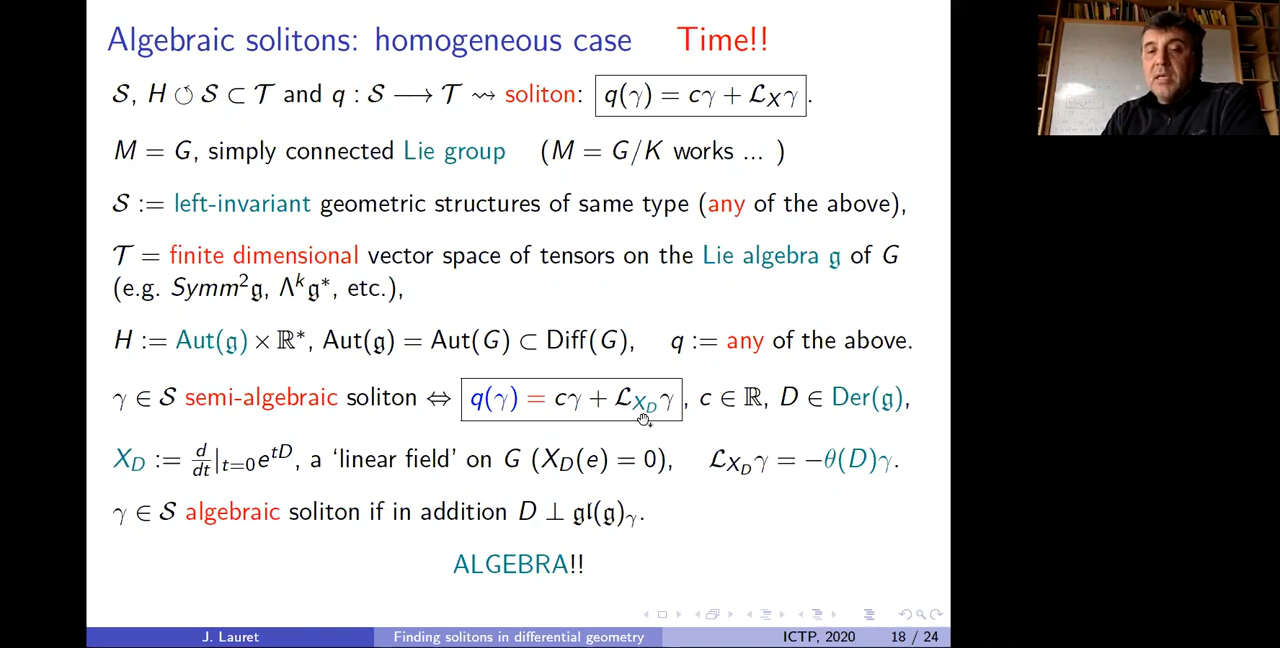 Algebraic solitons: homogeneous case Time!!
𝒮, H ↺ 𝒮 ⊂ 𝒯 and q : 𝒮 ⟶ 𝒯 ⇝ soliton: q(γ) = cγ + ℒ_Xγ.
M = G, simply connected Lie group (M = G/K works ... )
𝒮 := left-invariant geometric structures of same type (any of the above),
𝒯 = finite dimensional vector space of tensors on the Lie algebra 𝔤 of G
(e.g. Symm²𝔤, Λᵏ𝔤*, etc.),
H := Aut(𝔤) × ℝ*, Aut(𝔤) = Aut(G) ⊂ Diff(G), q := any of the above.
γ ∈ 𝒮 semi-algebraic soliton ⇔ q(γ) = cγ + ℒ_{X_D}γ, c ∈ ℝ, D ∈ Der(𝔤),
X_D := d/dt|_{t=0} e^{tD}, a ‘linear field’ on G (X_D(e) = 0), ℒ_{X_D}γ = −θ(D)γ.
γ ∈ 𝒮 algebraic soliton if in addition D ⊥ 𝔤𝔩(𝔤)_γ.
ALGEBRA!!
J. Lauret Finding solitons in differential geometry ICTP, 2020 18 / 24